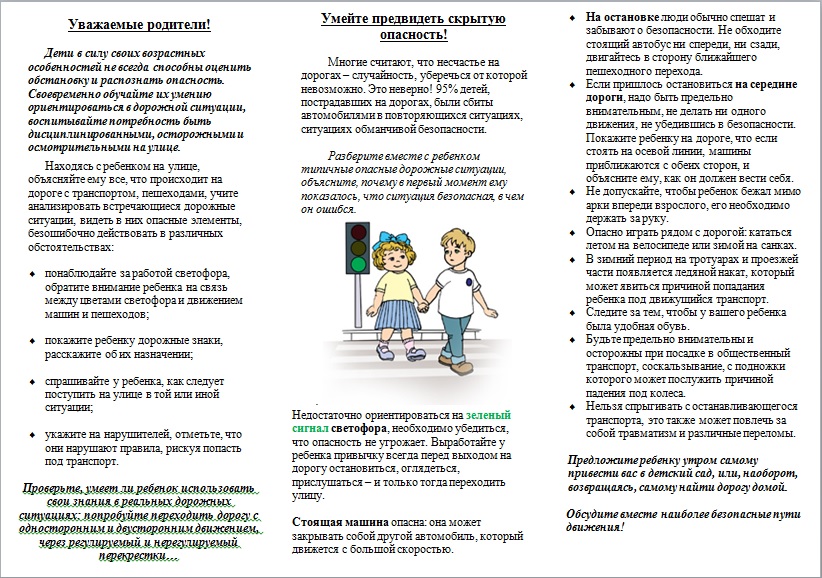 Уважаемые родители!
Дети в силу своих возрастных
особенностей не всегда способны оценить
обстановку и распознать опасность.
Своевременно обучайте их умению
ориентироваться в дорожной ситуации,
воспитывайте потребность быть
дисциплинированными, осторожными и
осмотрительными на улице.
Находясь с ребенком на улице,
объясняйте ему все, что происходит на
дороге с транспортом, пешеходами, учите
анализировать встречающиеся дорожные
ситуации, видеть в них опасные элементы,
безошибочно действовать в различных
обстоятельствах:
♦ понаблюдайте за работой светофора,
обратите внимание ребенка на связь
между цветами светофора и движением
машин и пешеходов;
♦ покажите ребенку дорожные знаки,
расскажите об их назначении;
♦ спрашивайте у ребенка, как следует
поступить на улице в той или иной
ситуации;
♦ укажите на нарушителей, отметьте, что
они нарушают правила, рискуя попасть
под транспорт.
Проверьте, умеет ли ребенок использовать
свои знания в реальных дорожных
ситуациях: попробуйте переходить дорогу с
односторонним и двусторонним движением,
через регулируемый и нерегулируемый
перекрестки…
Умейте предвидеть скрытую
опасность!
Многие считают, что несчастье на
дорогах – случайность, уберечься от которой
невозможно. Это неверно! 95% детей,
пострадавших на дорогах, были сбиты
автомобилями в повторяющихся ситуациях,
ситуациях обманчивой безопасности.
Разберите вместе с ребенком
типичные опасные дорожные ситуации,
объясните, почему в первый момент ему
показалось, что ситуация безопасная, в чем
он ошибся.
Недостаточно ориентироваться на зеленый
сигнал светофора, необходимо убедиться,
что опасность не угрожает. Выработайте у
ребенка привычку всегда перед выходом на
дорогу остановиться, оглядеться,
прислушаться – и только тогда переходить
улицу.
Стоящая машина опасна: она может
закрывать собой другой автомобиль, который
движется с большой скоростью.
♦ На остановке люди обычно спешат и
забывают о безопасности. Не обходите
стоящий автобус ни спереди, ни сзади,
двигайтесь в сторону ближайшего
пешеходного перехода.
♦ Если пришлось остановиться на середине
дороги, надо быть предельно
внимательным, не делать ни одного
движения, не убедившись в безопасности.
Покажите ребенку на дороге, что если
стоять на осевой линии, машины
приближаются с обеих сторон, и
объясните ему, как он должен вести себя.
♦ Не допускайте, чтобы ребенок бежал мимо
арки впереди взрослого, его необходимо
держать за руку.
♦ Опасно играть рядом с дорогой: кататься
летом на велосипеде или зимой на санках.
♦ В зимний период на тротуарах и проезжей
части появляется ледяной накат, который
может явиться причиной попадания
ребенка под движущийся транспорт.
♦ Следите за тем, чтобы у вашего ребенка
была удобная обувь.
♦ Будьте предельно внимательны и
осторожны при посадке в общественный
транспорт, соскальзывание, с подножки
которого может послужить причиной
падения под колеса.
♦ Нельзя спрыгивать с останавливающегося
транспорта, это также может повлечь за
собой травматизм и различные переломы.
Предложите ребенку утром самому
привести вас в детский сад, или, наоборот,
возвращаясь, самому найти дорогу домой.
Обсудите вместе наиболее безопасные пути
движения!